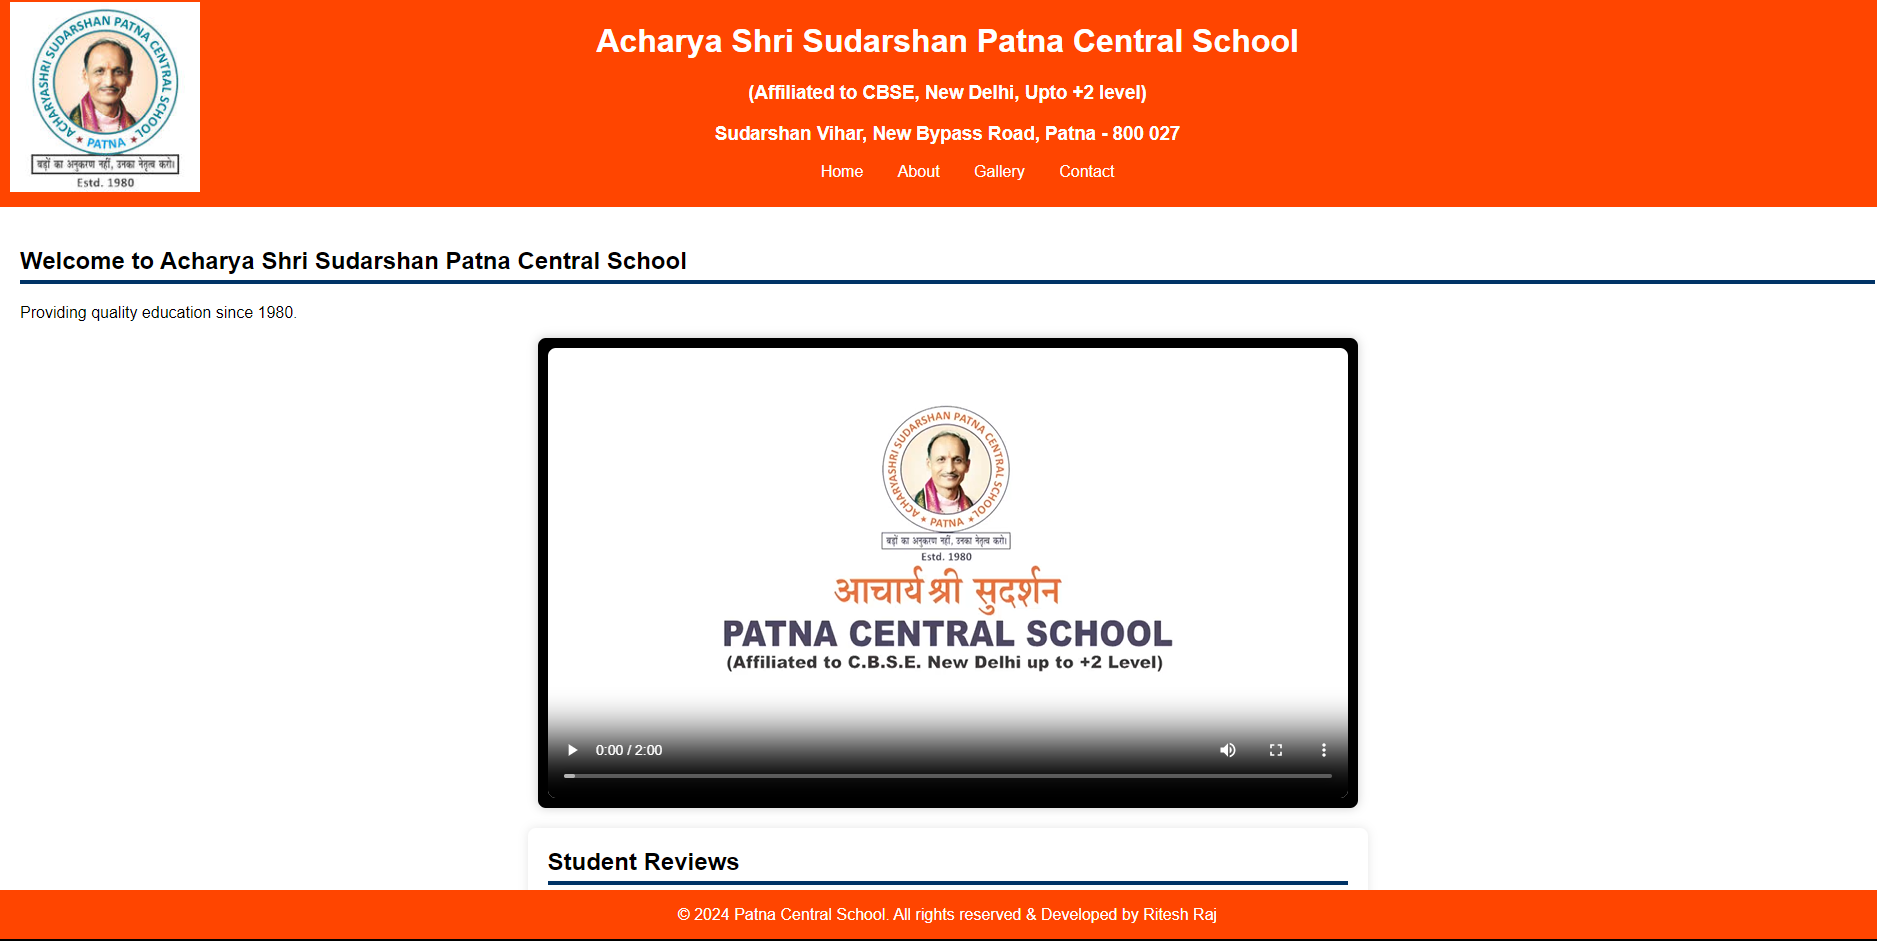 ACHARYASHRI SUDARSHAN PATNA CENTRAL SCHOOL
★ PATNA ★
बड़ों का अनुकरण नहीं, उनका नेतृत्व करो।
Estd. 1980
Acharya Shri Sudarshan Patna Central School
(Affiliated to CBSE, New Delhi, Upto +2 level)
Sudarshan Vihar, New Bypass Road, Patna - 800 027
Home About Gallery Contact
Welcome to Acharya Shri Sudarshan Patna Central School
Providing quality education since 1980.
ACHARYASHRI SUDARSHAN PATNA CENTRAL SCHOOL
★ PATNA ★
बड़ों का अनुकरण नहीं, उनका नेतृत्व करो।
Estd. 1980
आचार्य श्री सुदर्शन
PATNA CENTRAL SCHOOL
(Affiliated to C.B.S.E. New Delhi up to +2 Level)
0:00 / 2:00
Student Reviews
© 2024 Patna Central School. All rights reserved & Developed by Ritesh Raj